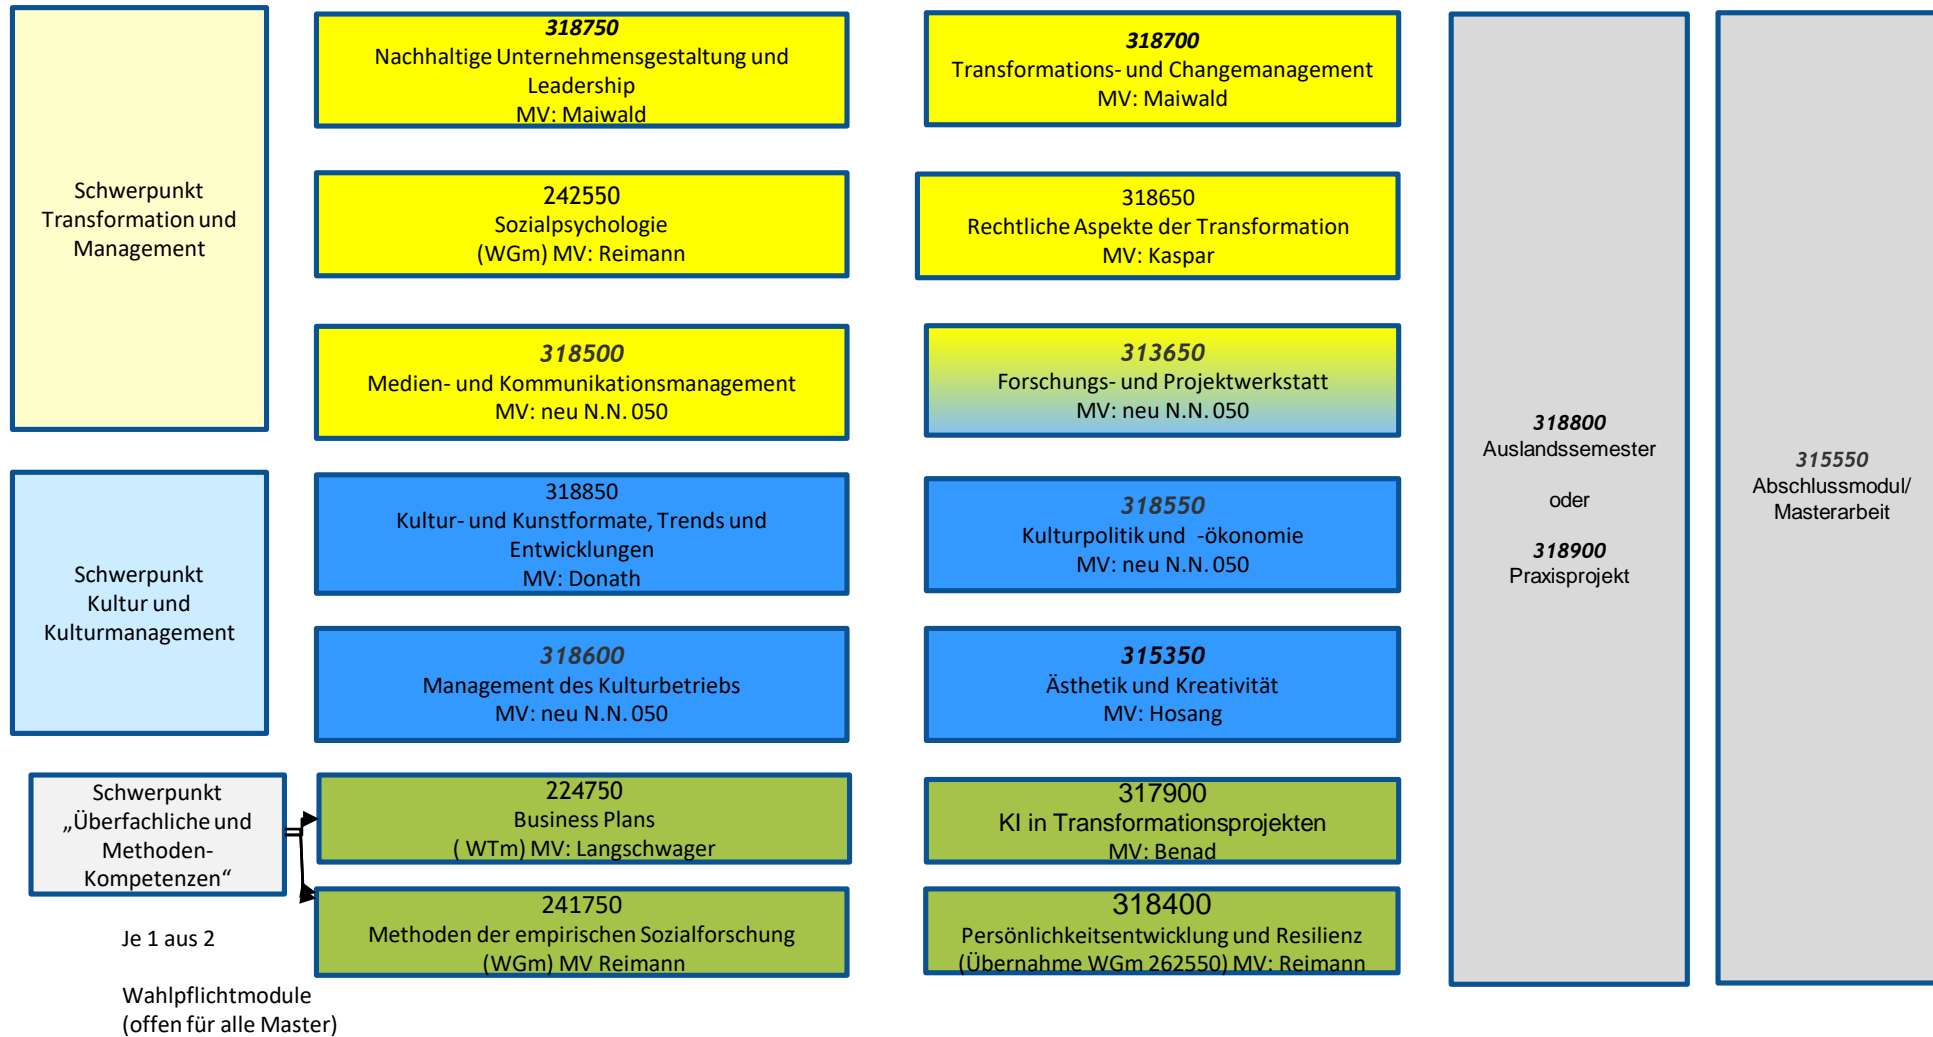 Schwerpunkt
Transformation und
Management
318750
Nachhaltige Unternehmensgestaltung und
Leadership
MV: Maiwald
318700
Transformations- und Changemanagement
MV: Maiwald
242550
Sozialpsychologie
(WGm) MV: Reimann
318650
Rechtliche Aspekte der Transformation
MV: Kaspar
318500
Medien- und Kommunikationsmanagement
MV: neu N.N. 050
313650
Forschungs- und Projektwerkstatt
MV: neu N.N. 050
Schwerpunkt
Kultur und
Kulturmanagement
318850
Kultur- und Kunstformate, Trends und
Entwicklungen
MV: Donath
318550
Kulturpolitik und -ökonomie
MV: neu N.N. 050
318600
Management des Kulturbetriebs
MV: neu N.N. 050
315350
Ästhetik und Kreativität
MV: Hosang
Schwerpunkt
„Überfachliche und
Methoden-
Kompetenzen“
224750
Business Plans
( WTm) MV: Langschwager
317900
KI in Transformationsprojekten
MV: Benad
241750
Methoden der empirischen Sozialforschung
(WGm) MV Reimann
318400
Persönlichkeitsentwicklung und Resilienz
(Übernahme WGm 262550) MV: Reimann
Je 1 aus 2
Wahlpflichtmodule
(offen für alle Master)
318800
Auslandssemester
oder
318900
Praxisprojekt
315550
Abschlussmodul/
Masterarbeit